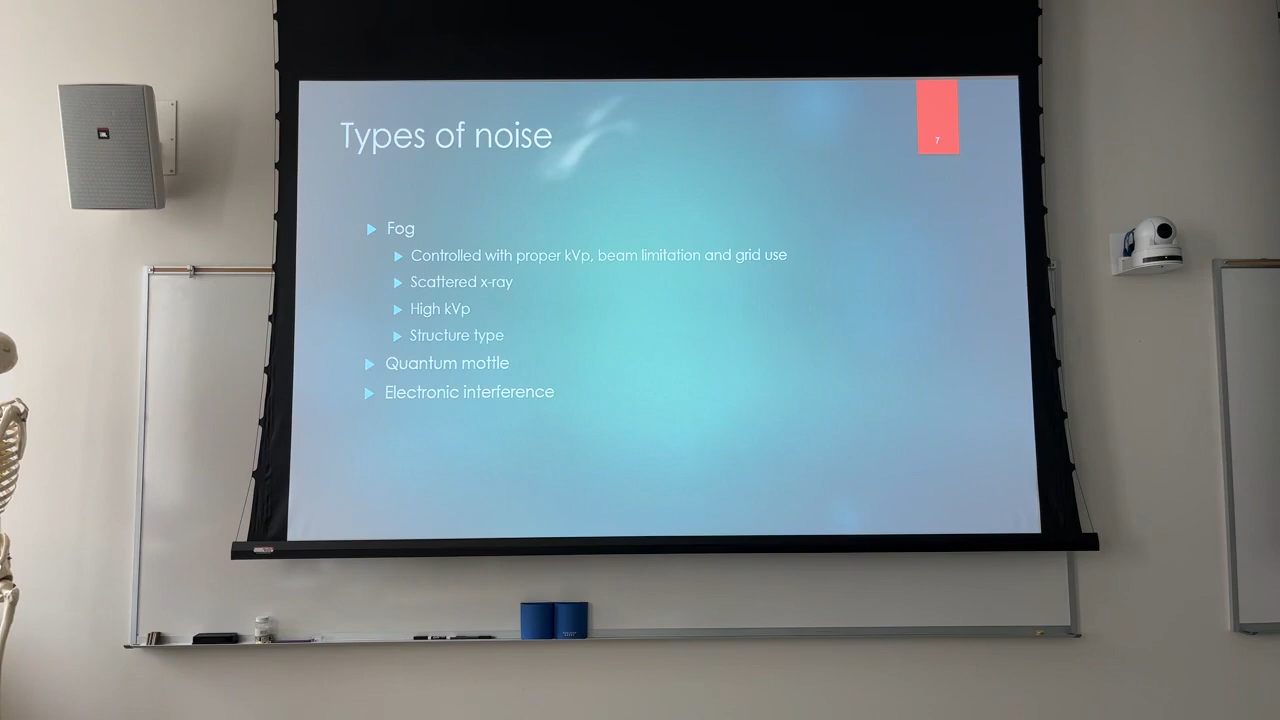 Types of noise
7
Fog
Controlled with proper kVp, beam limitation and grid use
Scattered x-ray
High kVp
Structure type
Quantum mottle
Electronic interference
JBL